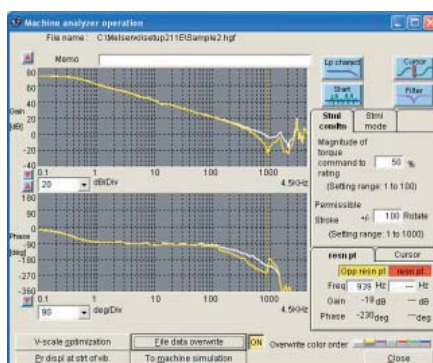 Machine analyzer operation
File name : C:\Melservo\setup211E\Sample2.hgf
Memo
Lp charact
Cursor
Start
Filter
Gain
[dB]
80
60
40
20
0
-20
-40
0.1
1
10
100
1000
4.5KHz
20
dB/Div
Phase
[deg]
180
90
0
-90
-180
-270
-360
0.1
1
10
100
1000
4.5KHz
90
deg/Div
Stml
condtn
Stml
mode
Magnitude of
torque
command to
rating
50
%
(Setting range: 1 to 100)
Permissible
Stroke
+/-
100
Rotate
(Setting range: 1 to 1000)
resn pt
Cursor
Opp resn pt
resn pt
Freq
939
Hz
---
Hz
Gain
-19
dB
---
dB
Phase
-230
deg
---
deg
V-scale optimization
File data overwrite
ON
Overwrite color order
Pr displ at strt of vib.
To machine simulation
Close